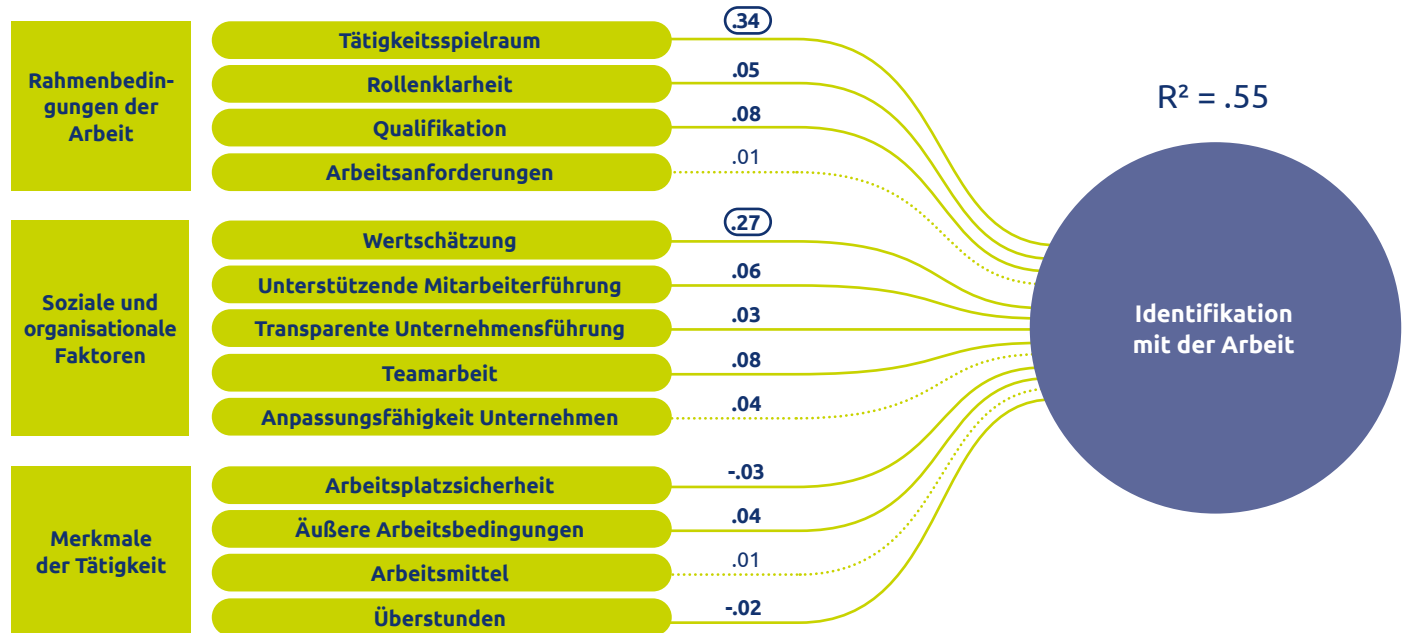 Rahmenbedin-
gungen der
Arbeit
Tätigkeitsspielraum
.34
Rollenklarheit
.05
Qualifikation
.08
Arbeitsanforderungen
.01
Soziale und
organisationale
Faktoren
Wertschätzung
.27
Unterstützende Mitarbeiterführung
.06
Transparente Unternehmensführung
.03
Teamarbeit
.08
Anpassungsfähigkeit Unternehmen
.04
Merkmale
der Tätigkeit
Arbeitsplatzsicherheit
-.03
Äußere Arbeitsbedingungen
.04
Arbeitsmittel
.01
Überstunden
-.02
R² = .55
Identifikation
mit der Arbeit